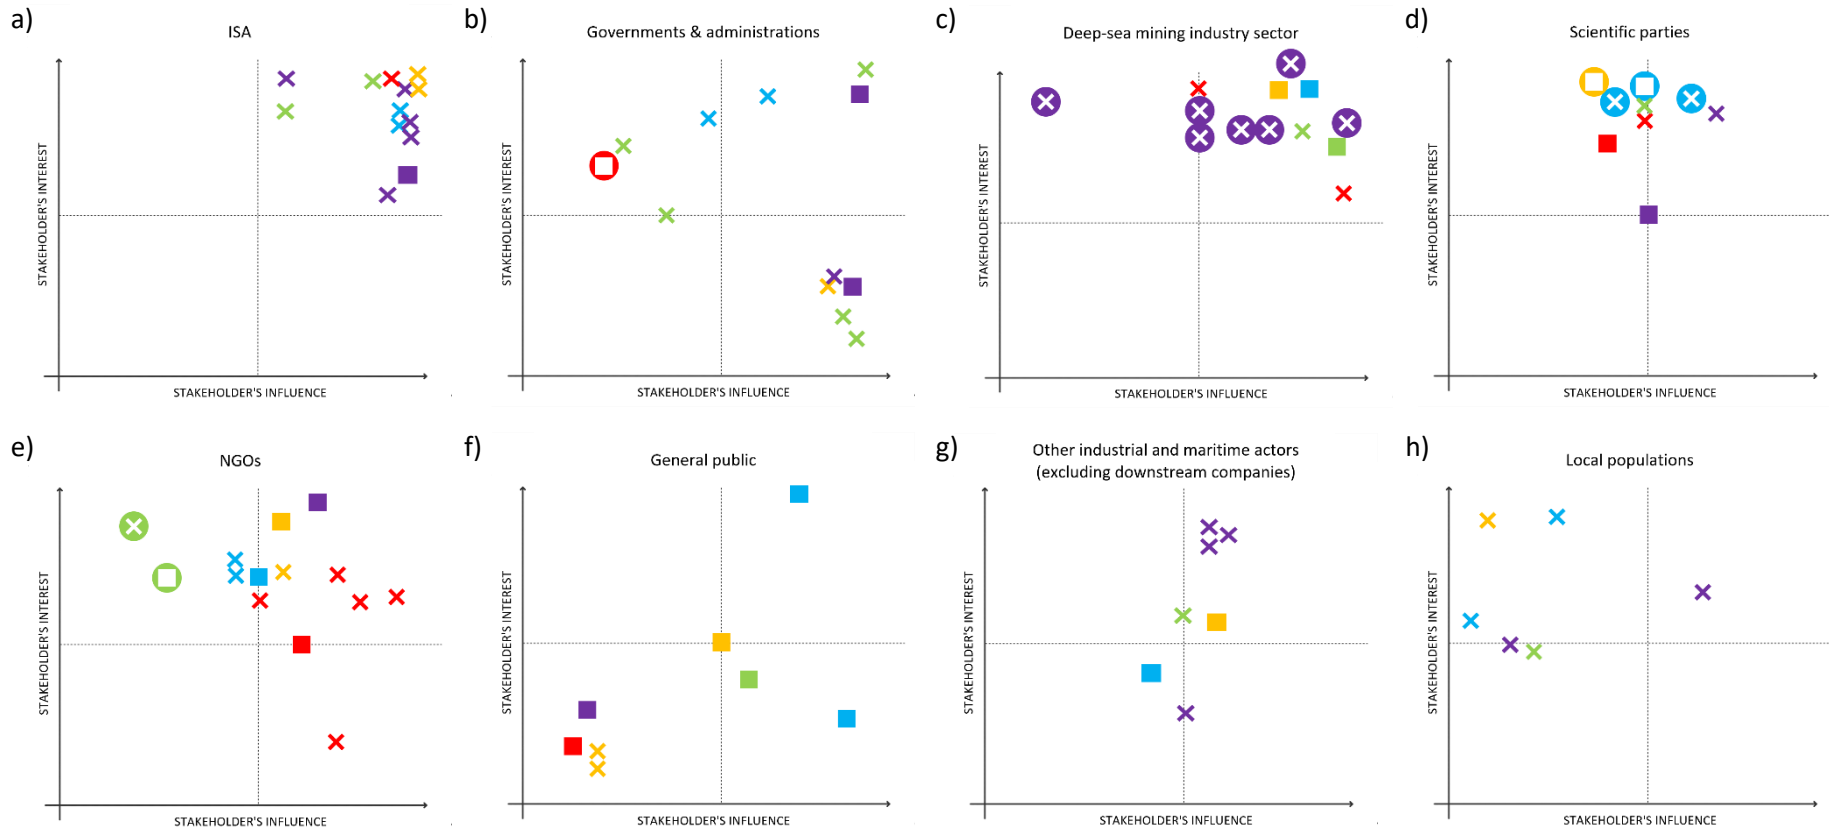 a)
ISA
STAKEHOLDER'S INTEREST
STAKEHOLDER'S INFLUENCE
b)
Governments & administrations
STAKEHOLDER'S INTEREST
STAKEHOLDER'S INFLUENCE
c)
Deep-sea mining industry sector
STAKEHOLDER'S INTEREST
STAKEHOLDER'S INFLUENCE
d)
Scientific parties
STAKEHOLDER'S INTEREST
STAKEHOLDER'S INFLUENCE
e)
NGOs
STAKEHOLDER'S INTEREST
STAKEHOLDER'S INFLUENCE
f)
General public
STAKEHOLDER'S INTEREST
STAKEHOLDER'S INFLUENCE
g)
Other industrial and maritime actors
(excluding downstream companies)
STAKEHOLDER'S INTEREST
STAKEHOLDER'S INFLUENCE
h)
Local populations
STAKEHOLDER'S INTEREST
STAKEHOLDER'S INFLUENCE